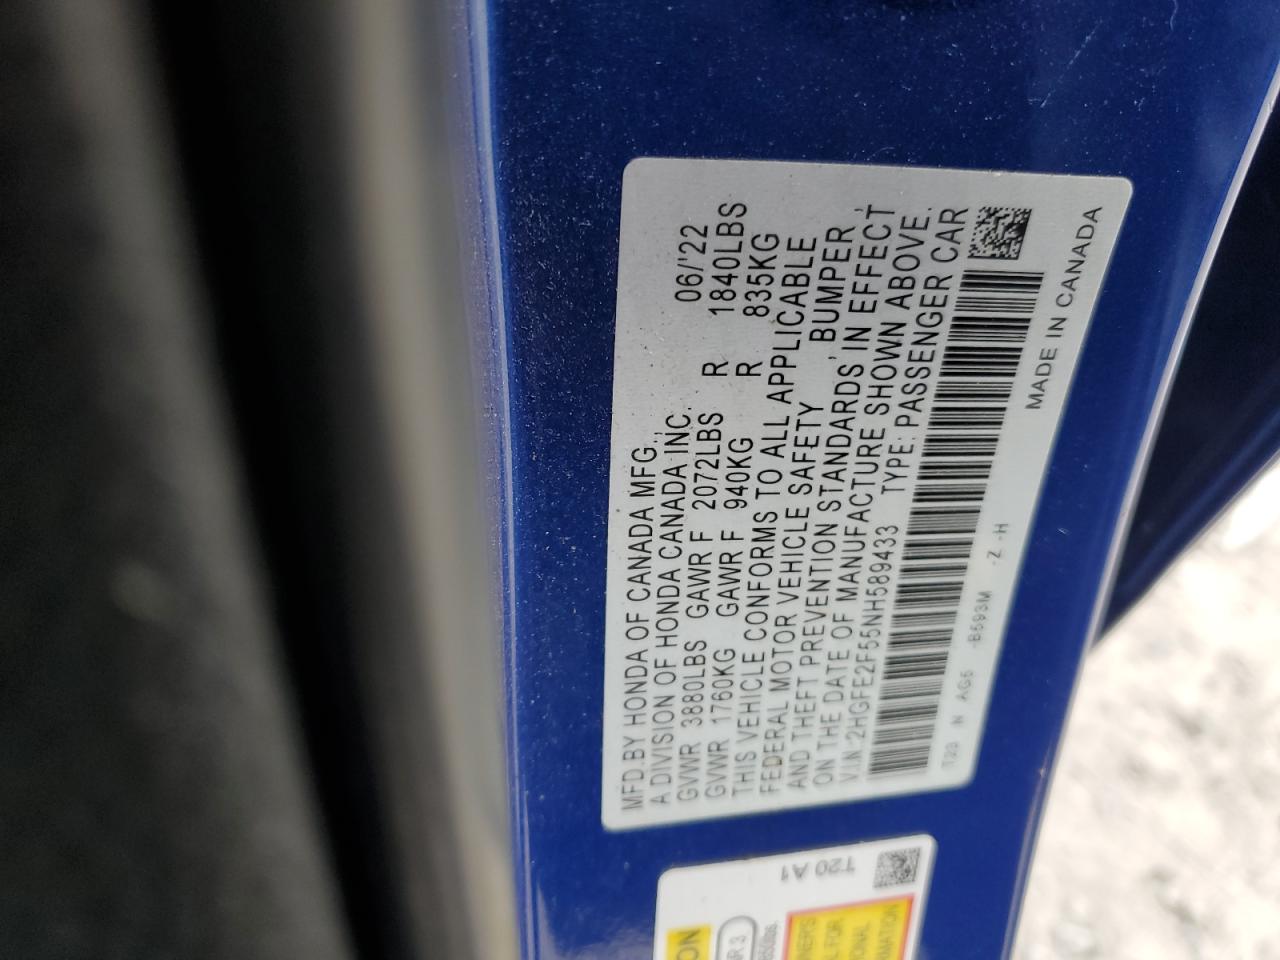 MFD.BY HONDA OF CANADA MFG.,
A DIVISION OF HONDA CANADA INC. 06/'22
GVWR 3880LBS GAWR F 2072LBS R 1840LBS
GVWR 1760KG GAWR F 940KG R 835KG
THIS VEHICLE CONFORMS TO ALL APPLICABLE
FEDERAL MOTOR VEHICLE SAFETY , BUMPER ,
AND THEFT PREVENTION STANDARDS IN EFFECT
ON THE DATE OF MANUFACTURE SHOWN ABOVE.
V.I.N:2HGFE2F55NH589433 TYPE:PASSENGER CAR
T20 N AG5 -B593M -Z -H MADE IN CANADA
T20 A1